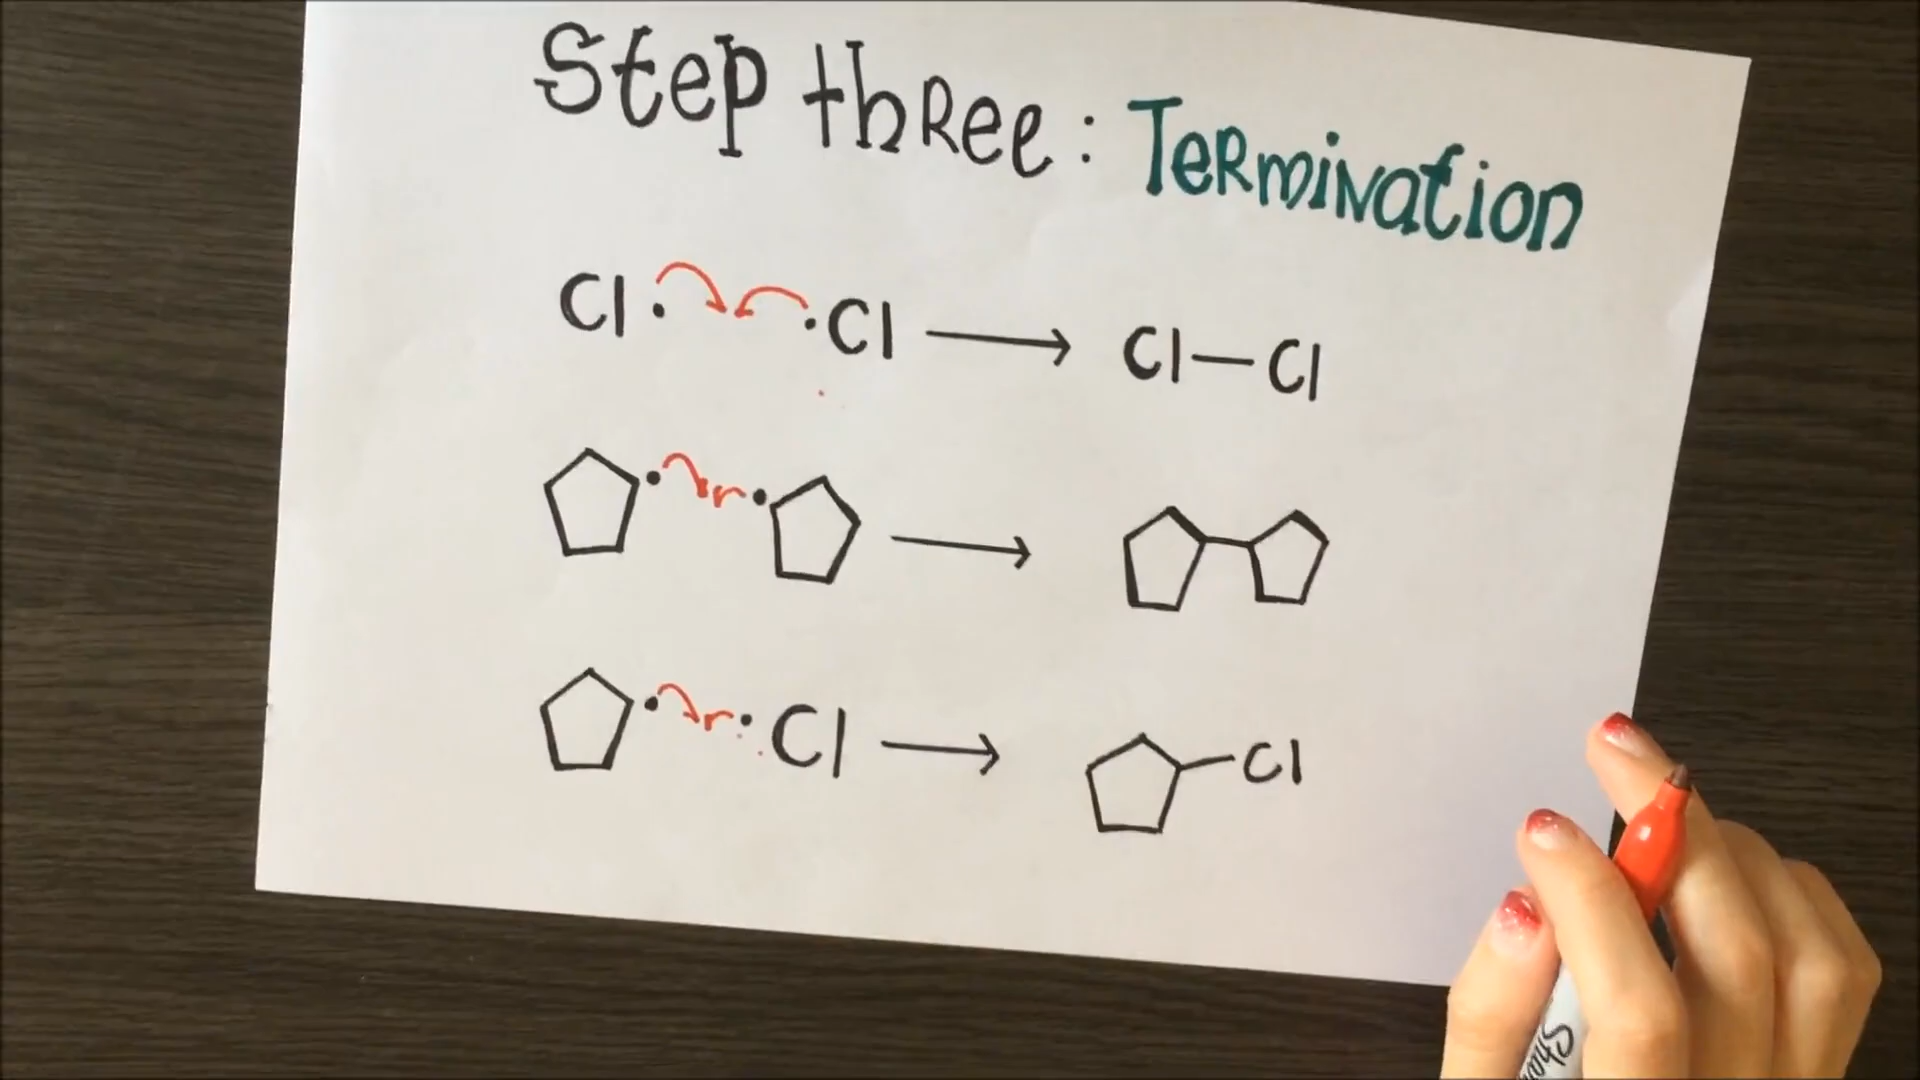 Step three: Termination
Cl· ·Cl → Cl—Cl
· · →
· ·Cl → Cl